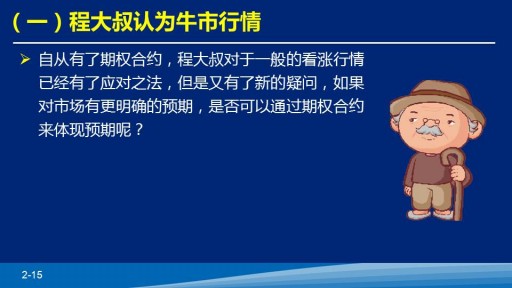 （一）程大叔认为牛市行情
自从有了期权合约，程大叔对于一般的看涨行情
已经有了应对之法，但是又有了新的疑问，如果
对市场有更明确的预期，是否可以通过期权合约
来体现预期呢？
2-15